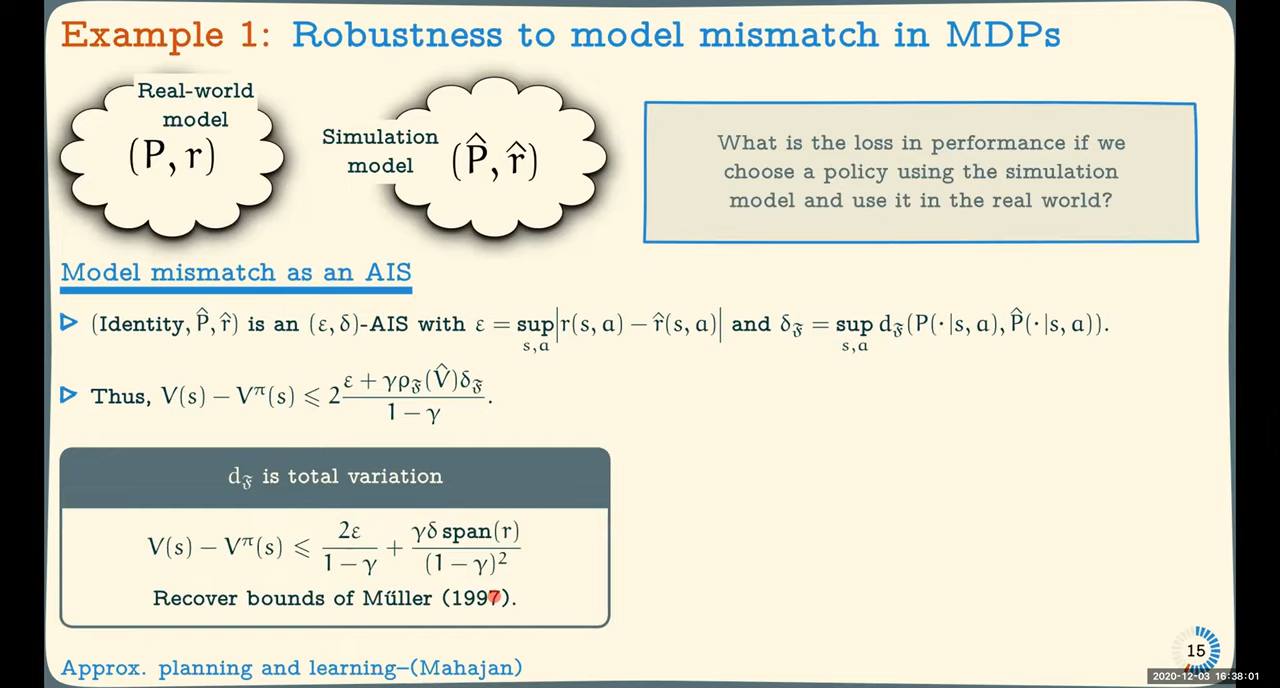 Example 1: Robustness to model mismatch in MDPs
Real-world
model
(P, r)
Simulation
model
(P̂, r̂)
What is the loss in performance if we
choose a policy using the simulation
model and use it in the real world?
Model mismatch as an AIS
(Identity, P̂, r̂) is an (ε, δ)-AIS with ε = sup_{s,a} |r(s, a) − r̂(s, a)| and δ_𝔉 = sup_{s,a} d_𝔉(P(·|s, a), P̂(·|s, a)).
Thus, V(s) − V^π(s) ⩽ 2 (ε + γρ_𝔉(V̂)δ_𝔉)/(1 − γ).
d_𝔉 is total variation
V(s) − V^π(s) ⩽ 2ε/(1 − γ) + γδ span(r)/(1 − γ)²
Recover bounds of Műller (1997).
Approx. planning and learning–(Mahajan)
15
2020-12-03 16:38:01